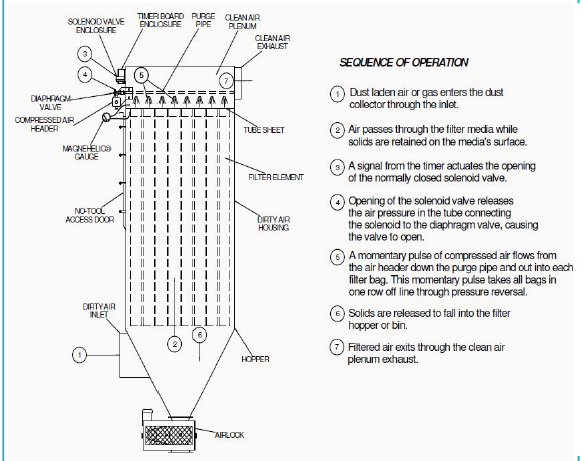 SOLENOID VALVE
ENCLOSURE
TIMER BOARD
ENCLOSURE
PURGE
PIPE
CLEAN AIR
PLENUM
CLEAN AIR
EXHAUST
3
4
5
7
DIAPHRAGM
VALVE
COMPRESSED AIR
HEADER
TUBE SHEET
MAGNEHELIC®
GAUGE
FILTER ELEMENT
NO-TOOL
ACCESS DOOR
DIRTY AIR
HOUSING
DIRTY AIR
INLET
6
2
1
HOPPER
AIRLOCK
SEQUENCE OF OPERATION
1 Dust laden air or gas enters the dust
collector through the inlet.
2 Air passes through the filter media while
solids are retained on the media's surface.
3 A signal from the timer actuates the opening
of the normally closed solenoid valve.
4 Opening of the solenoid valve releases
the air pressure in the tube connecting
the solenoid to the diaphragm valve, causing
the valve to open.
5 A momentary pulse of compressed air flows from
the air header down the purge pipe and out into each
filter bag. This momentary pulse takes all bags in
one row off line through pressure reversal.
6 Solids are released to fall into the filter
hopper or bin.
7 Filtered air exits through the clean air
plenum exhaust.